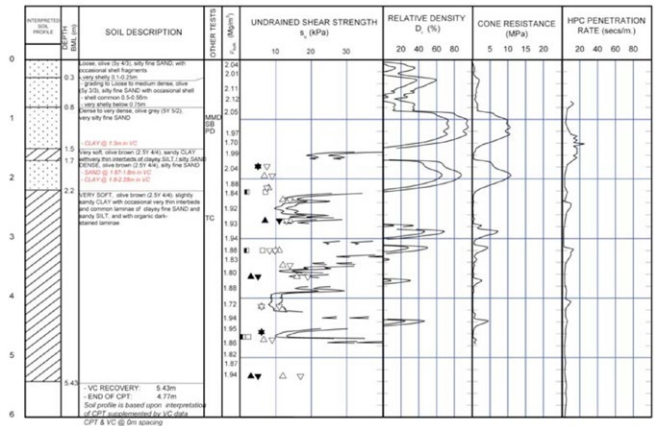 INTERPRETED
SOIL
PROFILE
DEPTH
BML (m)
SOIL DESCRIPTION
OTHER TESTS
(Mg/m³)
UNDRAINED SHEAR STRENGTH
s (kPa)
10 20 30
RELATIVE DENSITY
D (%)
20 40 60 80
CONE RESISTANCE
(MPa)
5 10 15 20
HPC PENETRATION
RATE (secs/m.)
20 40 60 80
0
Loose, olive (5y 4/3), silty fine SAND, with
occasional shell fragments
- very shelly 0.1-0.25m
0.3
- grading to Loose to medium dense, olive
(5y 3/3), silty fine SAND with occasional shell
- shell common 0.5-0.56m
- very shelly below 0.75m
0.8
Dense to very dense, olive grey (5Y 5/2),
very silty fine SAND
- CLAY @ 1.3m in VC
1
1.5
Very soft, olive brown (2.5Y 4/4), sandy CLAY
with very thin interbeds of clayey SILT / silty SAND
1.7
DENSE, olive brown (2.5Y 4/4), silty fine SAND
- SAND @ 1.67-1.8m in VC
- CLAY @ 1.8-2.28m in VC
2
2.2
VERY SOFT, olive brown (2.5Y 4/4), slightly
sandy CLAY with occasional very thin interbeds
and common laminae of clayey fine SAND and
sandy SILT, and with organic dark-
stained laminae
MMD
SB
PD
TC
2.04
2.01
2.11
2.12
2.05
1.97
1.70
1.99
2.04
1.88
1.84
1.92
1.93
1.94
1.88
1.83
1.80
1.88
1.72
1.94
1.95
1.86
1.82
1.87
1.94
3
4
5
5.43
- VC RECOVERY: 5.43m
- END OF CPT: 4.77m
Soil profile is based upon interpretation
of CPT supplemented by VC data
CPT & VC @ 0m spacing
6